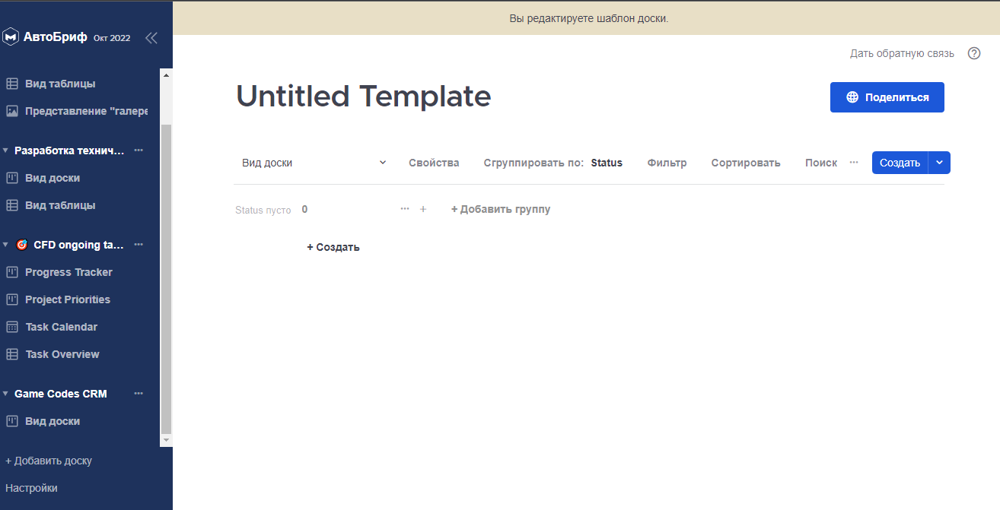 Вы редактируете шаблон доски.
АвтоБриф Окт 2022
Дать обратную связь
Вид таблицы
Представление "галере
Разработка технич... ...
Вид доски
Вид таблицы
CFD ongoing ta... ...
Progress Tracker
Project Priorities
Task Calendar
Task Overview
Game Codes CRM ...
Вид доски
+ Добавить доску
Настройки
Untitled Template
Поделиться
Вид доски Свойства Сгруппировать по: Status Фильтр Сортировать Поиск ... Создать
Status пусто 0 ... + + Добавить группу
+ Создать